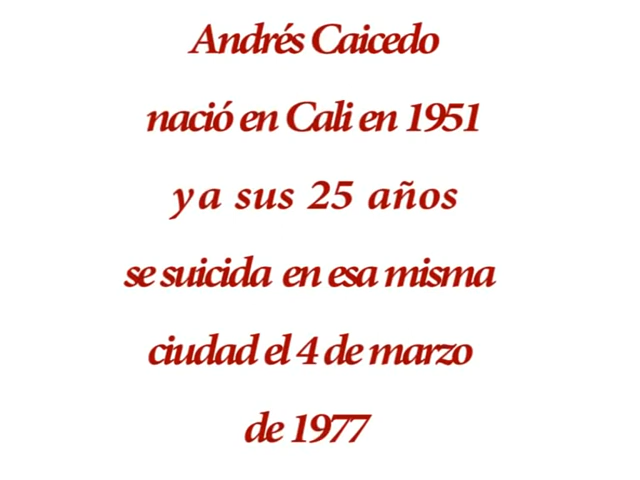 Andrés Caicedo
nació en Cali en 1951
y a sus 25 años
se suicida en esa misma
ciudad el 4 de marzo
de 1977